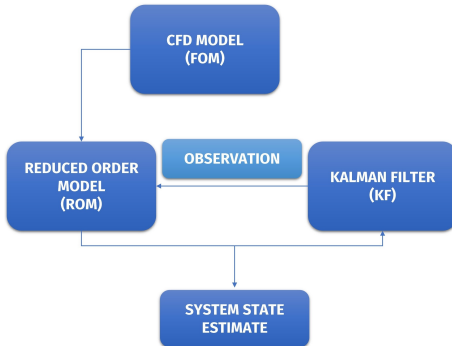 CFD MODEL
(FOM)
OBSERVATION
REDUCED ORDER
MODEL
(ROM)
KALMAN FILTER
(KF)
SYSTEM STATE
ESTIMATE